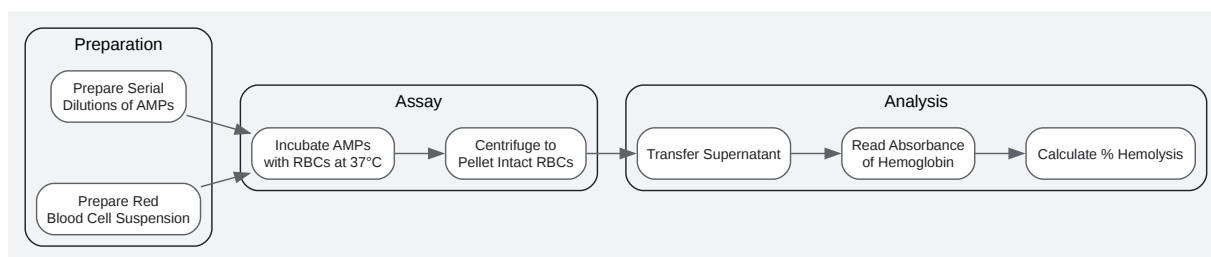 Preparation
Prepare Serial
Dilutions of AMPs
Prepare Red
Blood Cell Suspension
Assay
Incubate AMPs
with RBCs at 37°C
Centrifuge to
Pellet Intact RBCs
Analysis
Transfer Supernatant
Read Absorbance
of Hemoglobin
Calculate % Hemolysis